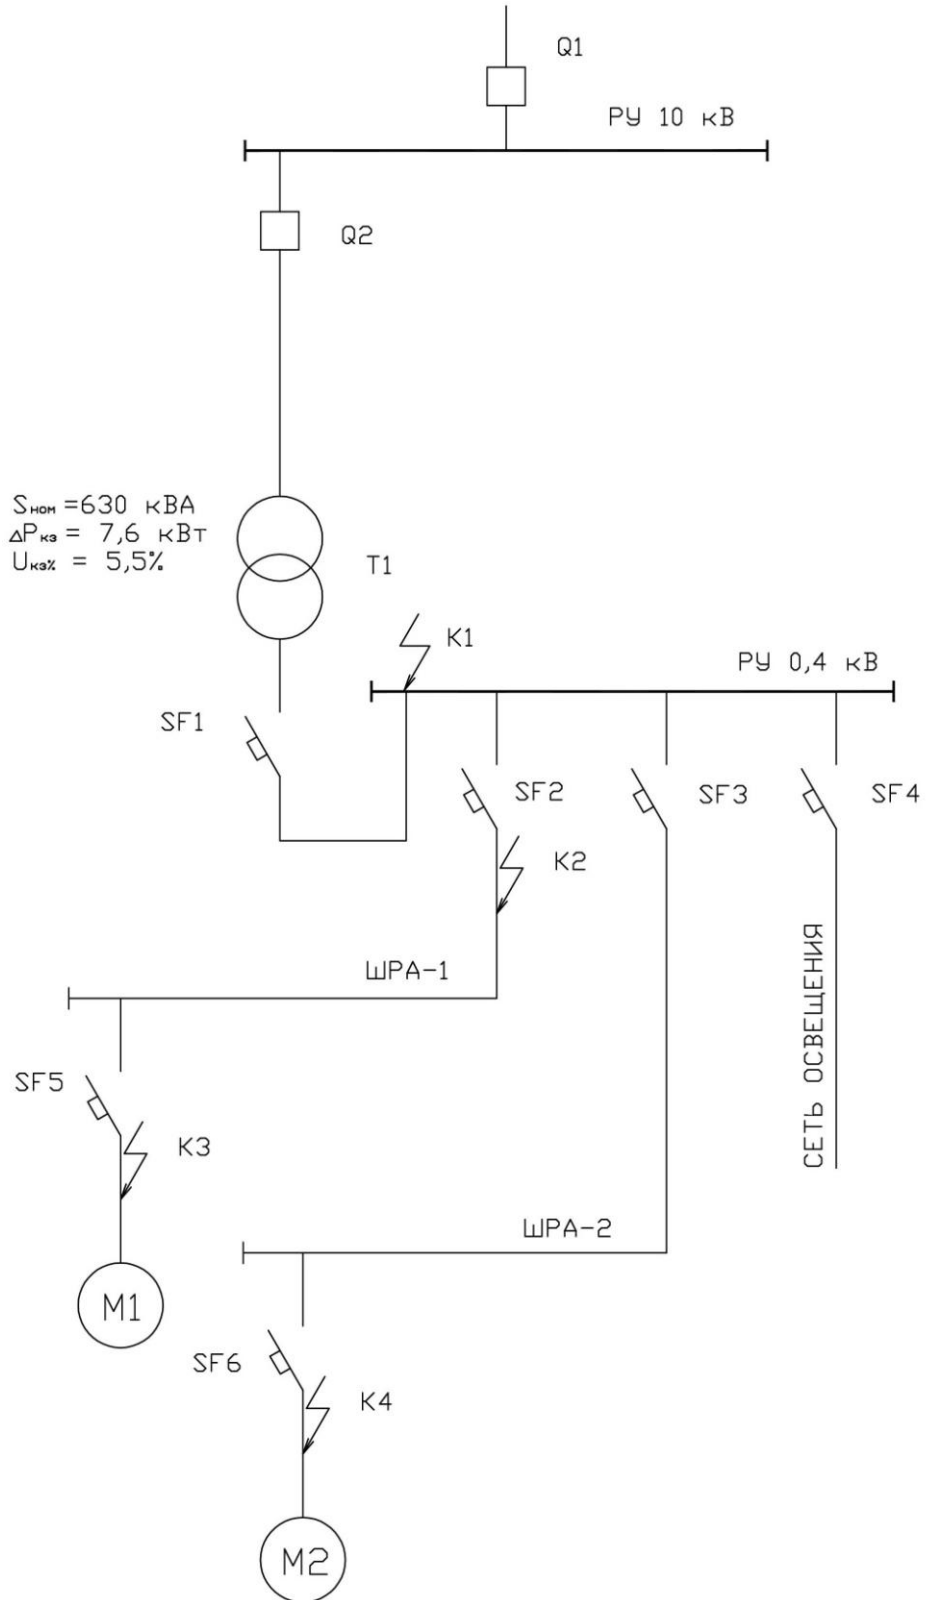 Q1
РУ 10 кВ
Q2
Sном =630 кВА
ΔPкз = 7,6 кВт
Uкз% = 5,5%
T1
K1
РУ 0,4 кВ
SF1
SF2
SF3
SF4
K2
ШРА-1
СЕТЬ ОСВЕЩЕНИЯ
SF5
K3
ШРА-2
M1
SF6
K4
M2